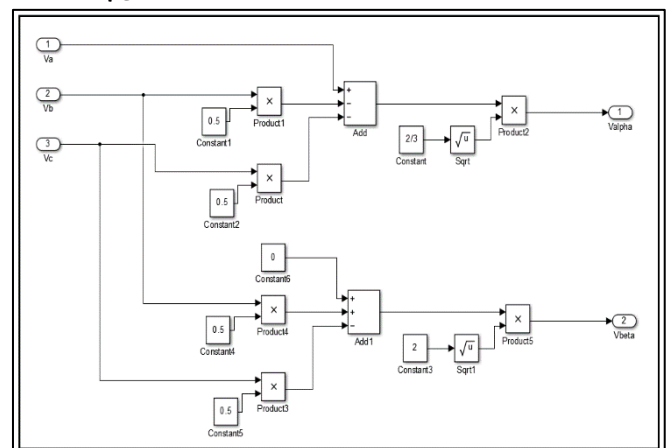 1
Va
2
Vb
3
Vc
0.5
Constant1
×
Product1
+
−
−
Add
2/3
Constant
√u
Sqrt
×
Product2
1
Valpha
0.5
Constant2
×
Product
0
Constant6
0.5
Constant4
×
Product4
+
+
−
Add1
2
Constant3
√u
Sqrt1
×
Product5
2
Vbeta
0.5
Constant5
×
Product3